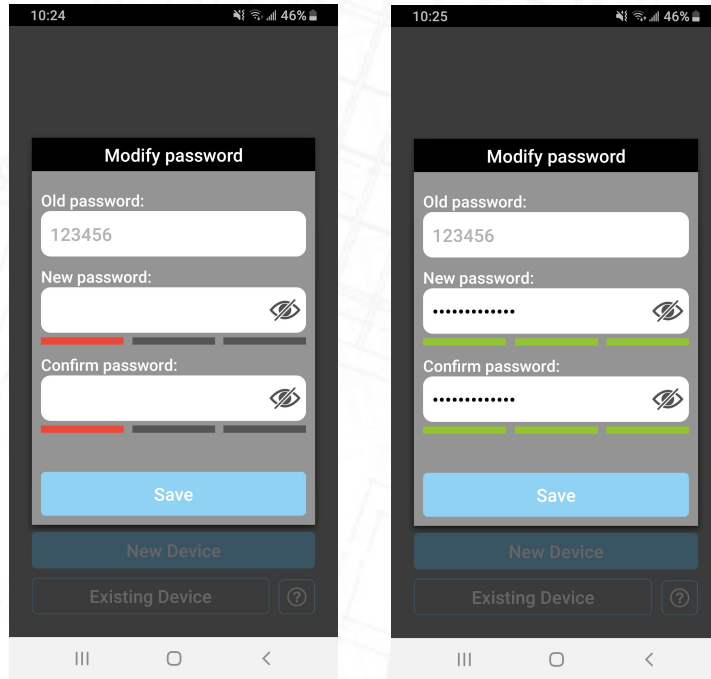 10:24 46%
Modify password
Old password:
123456
New password:
Confirm password:
Save
New Device
Existing Device ?
10:25 46%
Modify password
Old password:
123456
New password:
•••••••••••••
Confirm password:
•••••••••••••
Save
New Device
Existing Device ?